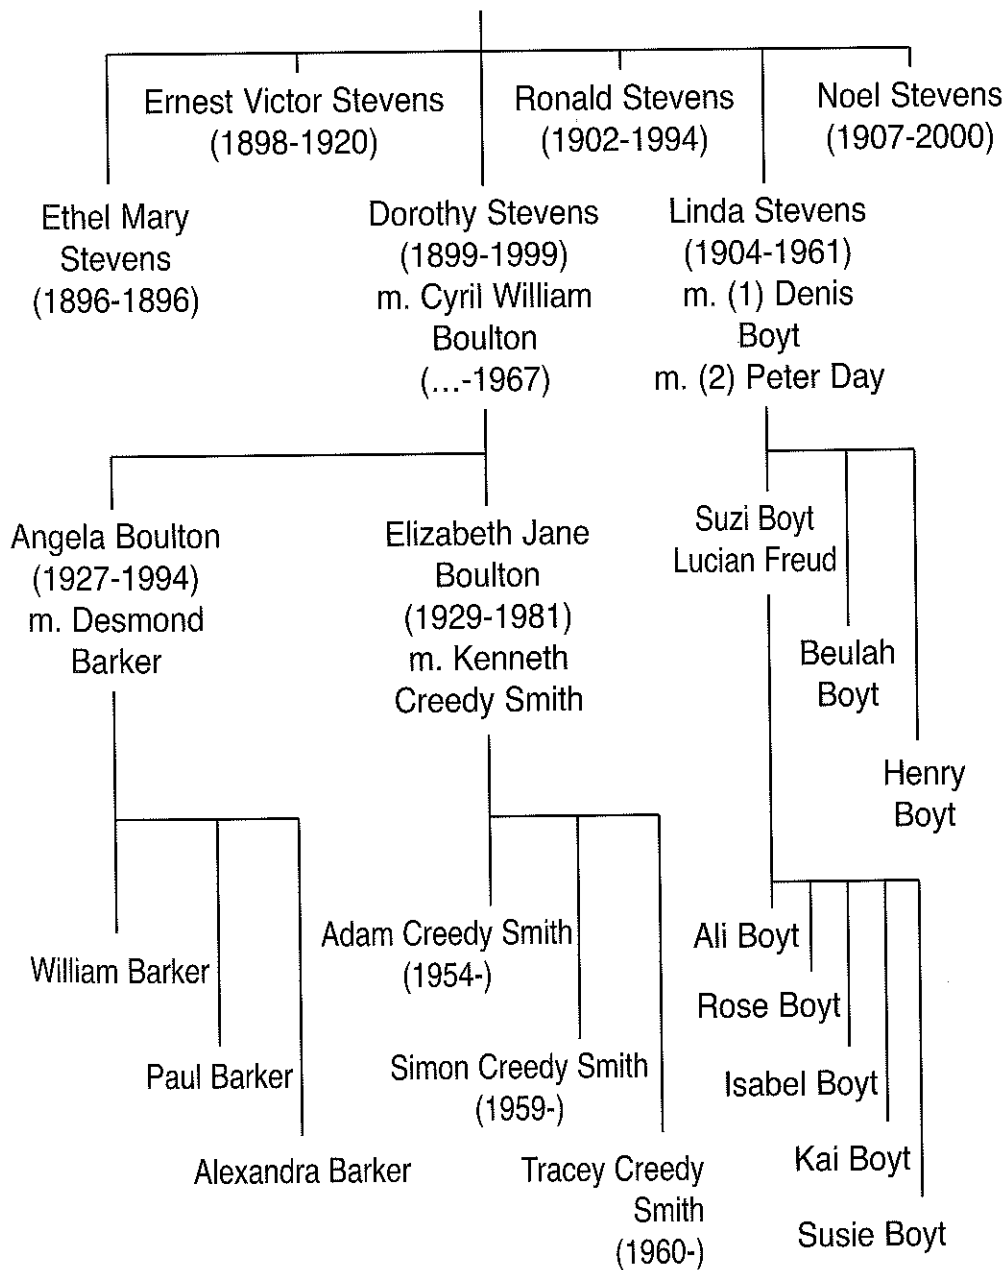 Ernest Victor Stevens
(1898-1920)
Ronald Stevens
(1902-1994)
Noel Stevens
(1907-2000)
Ethel Mary
Stevens
(1896-1896)
Dorothy Stevens
(1899-1999)
m. Cyril William
Boulton
(...-1967)
Linda Stevens
(1904-1961)
m. (1) Denis
Boyt
m. (2) Peter Day
Angela Boulton
(1927-1994)
m. Desmond
Barker
Elizabeth Jane
Boulton
(1929-1981)
m. Kenneth
Creedy Smith
Suzi Boyt
Lucian Freud
Beulah
Boyt
Henry
Boyt
William Barker
Paul Barker
Alexandra Barker
Adam Creedy Smith
(1954-)
Simon Creedy Smith
(1959-)
Tracey Creedy
Smith
(1960-)
Ali Boyt
Rose Boyt
Isabel Boyt
Kai Boyt
Susie Boyt